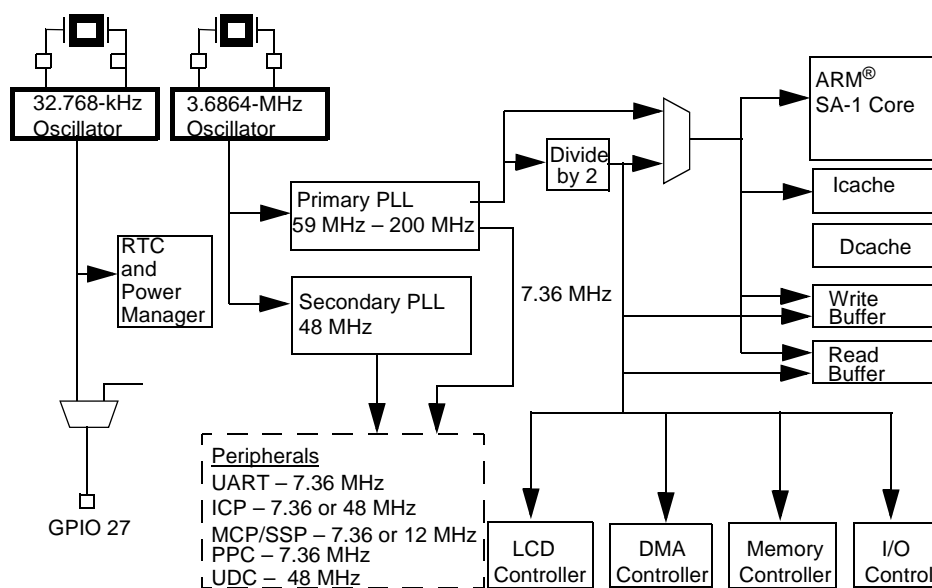 32.768-kHz
Oscillator
3.6864-MHz
Oscillator
ARM®
SA-1 Core
Divide
by 2
Primary PLL
59 MHz – 200 MHz
Icache
RTC
and
Power
Manager
Dcache
Secondary PLL
48 MHz
7.36 MHz
Write
Buffer
Read
Buffer
GPIO 27
Peripherals
UART – 7.36 MHz
ICP – 7.36 or 48 MHz
MCP/SSP – 7.36 or 12 MHz
PPC – 7.36 MHz
UDC – 48 MHz
LCD
Controller
DMA
Controller
Memory
Controller
I/O
Control